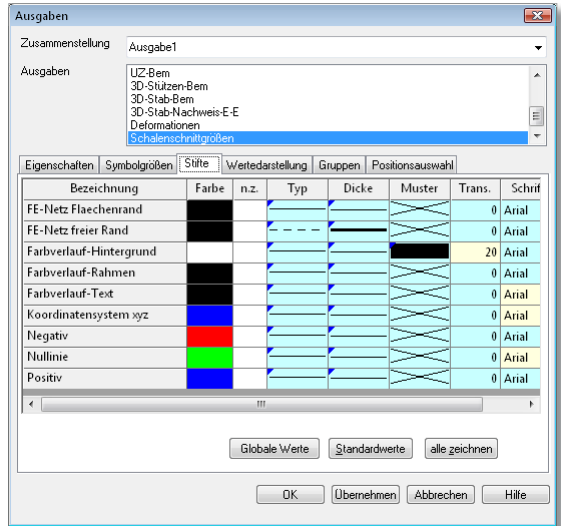 Ausgaben
Zusammenstellung Ausgabe1
Ausgaben
UZ-Bem
3D-Stützen-Bem
3D-Stab-Bem
3D-Stab-Nachweis-E-E
Deformationen
Schalenschnittgrößen
Eigenschaften Symbolgrößen Stifte Wertedarstellung Gruppen Positionsauswahl
Bezeichnung Farbe n.z. Typ Dicke Muster Trans. Schrif
FE-Netz Flaechenrand 0 Arial
FE-Netz freier Rand 0 Arial
Farbverlauf-Hintergrund 20 Arial
Farbverlauf-Rahmen 0 Arial
Farbverlauf-Text 0 Arial
Koordinatensystem xyz 0 Arial
Negativ 0 Arial
Nullinie 0 Arial
Positiv 0 Arial
Globale Werte Standardwerte alle zeichnen
OK Übernehmen Abbrechen Hilfe